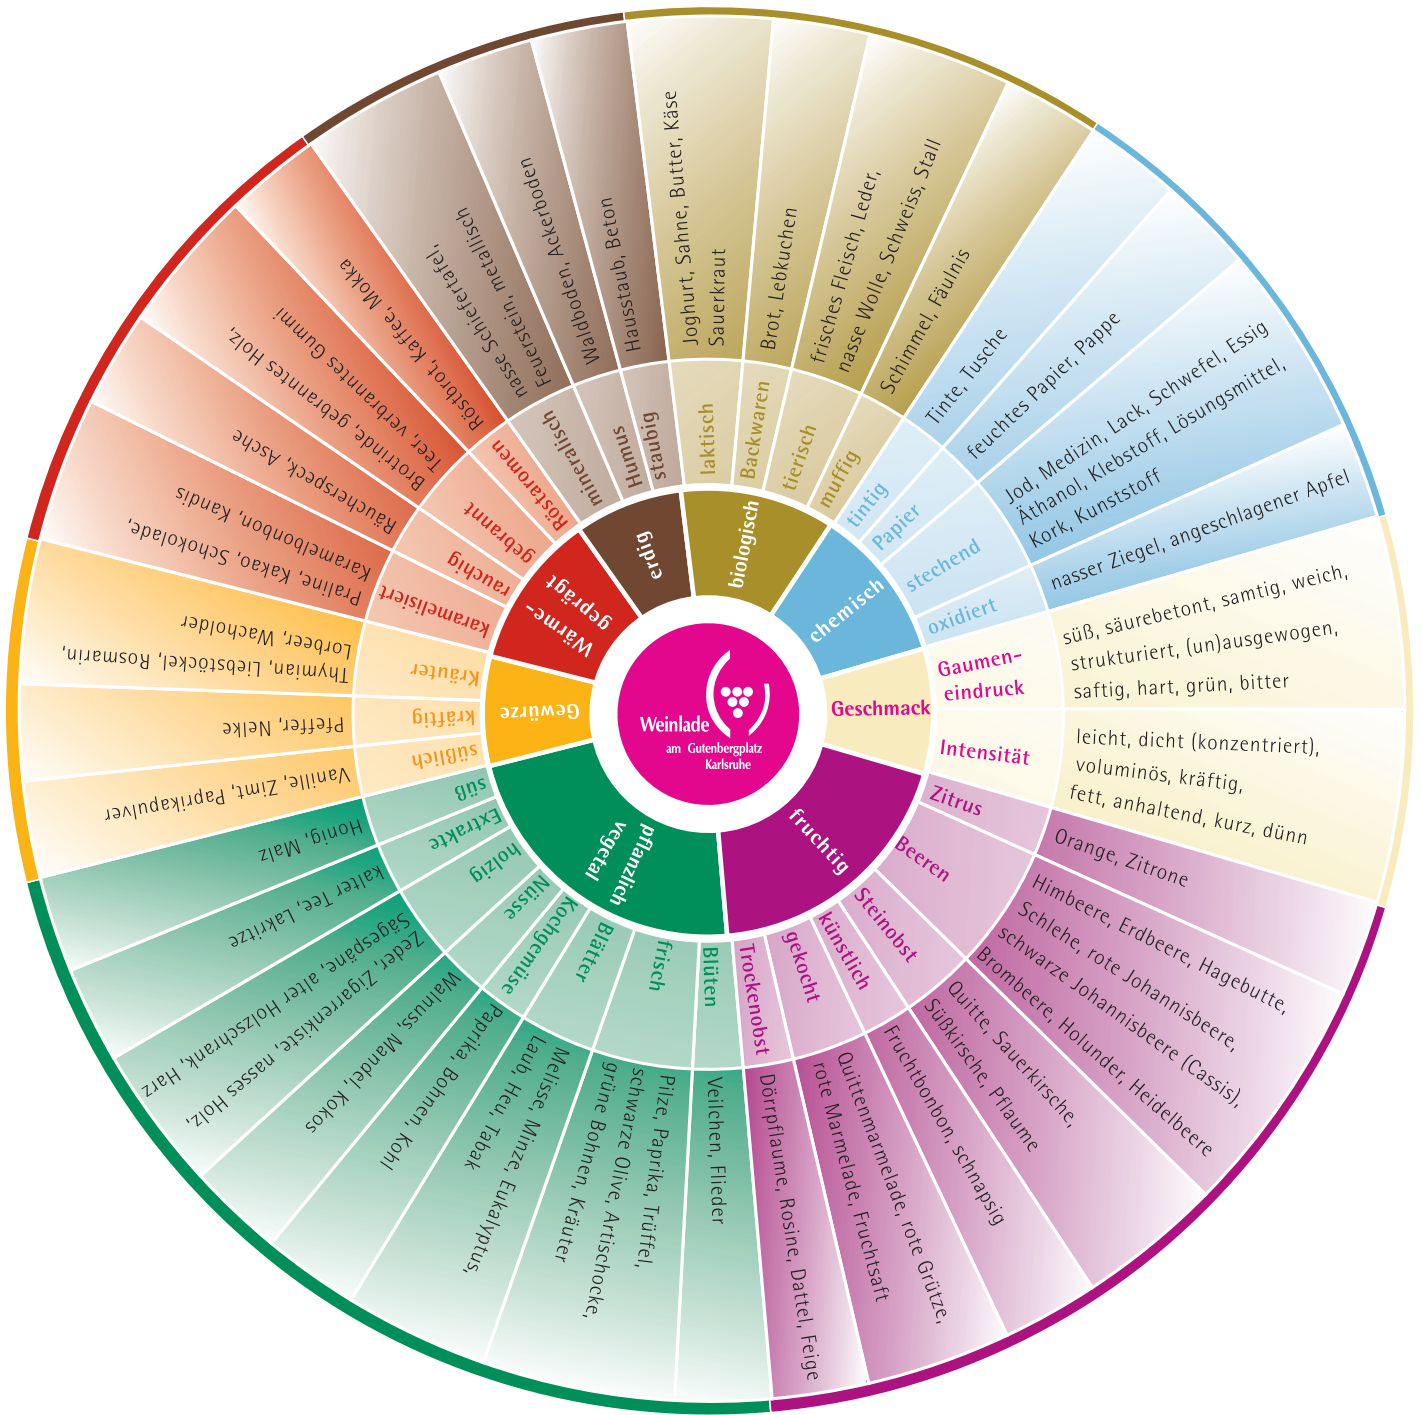 Weinlade
am Gutenbergplatz
Karlsruhe
biologisch
laktisch
Joghurt, Sahne, Butter, Käse
Sauerkraut
Backwaren
Brot, Lebkuchen
tierisch
frisches Fleisch, Leder,
nasse Wolle, Schweiss, Stall
muffig
Schimmel, Fäulnis
chemisch
tintig
Tinte, Tusche
Papier
feuchtes Papier, Pappe
stechend
Jod, Medizin, Lack, Schwefel, Essig
Äthanol, Klebstoff, Lösungsmittel,
Kork, Kunststoff
oxidiert
nasser Ziegel, angeschlagener Apfel
Geschmack
Gaumen-
eindruck
süß, säurebetont, samtig, weich,
strukturiert, (un)ausgewogen,
saftig, hart, grün, bitter
Intensität
leicht, dicht (konzentriert),
voluminös, kräftig,
fett, anhaltend, kurz, dünn
fruchtig
Zitrus
Orange, Zitrone
Beeren
Himbeere, Erdbeere, Hagebutte,
Schlehe, rote Johannisbeere,
schwarze Johannisbeere (Cassis),
Brombeere, Holunder, Heidelbeere
Steinobst
Quitte, Sauerkirsche,
Süßkirsche, Pflaume
künstlich
Fruchtbonbon, schnapsig
gekocht
Quittenmarmelade, rote Grütze,
rote Marmelade, Fruchtsaft
Trockenobst
Dörrpflaume, Rosine, Dattel, Feige
pflanzlich
vegetal
Blüten
Veilchen, Flieder
frisch
Pilze, Paprika, Trüffel,
schwarze Olive, Artischocke,
grüne Bohnen, Kräuter
Blätter
Melisse, Minze, Eukalyptus,
Laub, Heu, Tabak
Kochgemüse
Paprika, Bohnen, Kohl
Nüsse
Walnuss, Mandel, Kokos
holzig
Zeder, Zigarrenkiste, nasses Holz,
Sägespäne, alter Holzschrank, Harz
Extrakte
kalter Tee, Lakritze
süß
Honig, Malz
Gewürze
süßlich
Vanille, Zimt, Paprikapulver
kräftig
Pfeffer, Nelke
Kräuter
Thymian, Liebstöckel, Rosmarin,
Lorbeer, Wacholder
Wärme-
geprägt
karamelisiert
Praline, Kakao, Schokolade,
Karamelbonbon, Kandis
rauchig
Räucherspeck, Asche
gebrannt
Brotrinde, gebranntes Holz,
Teer, verbranntes Gummi
Röstaromen
Röstbrot, Kaffee, Mokka
erdig
mineralisch
nasse Schiefertafel,
Feuerstein, metallisch
Humus
Waldboden, Ackerboden
staubig
Hausstaub, Beton